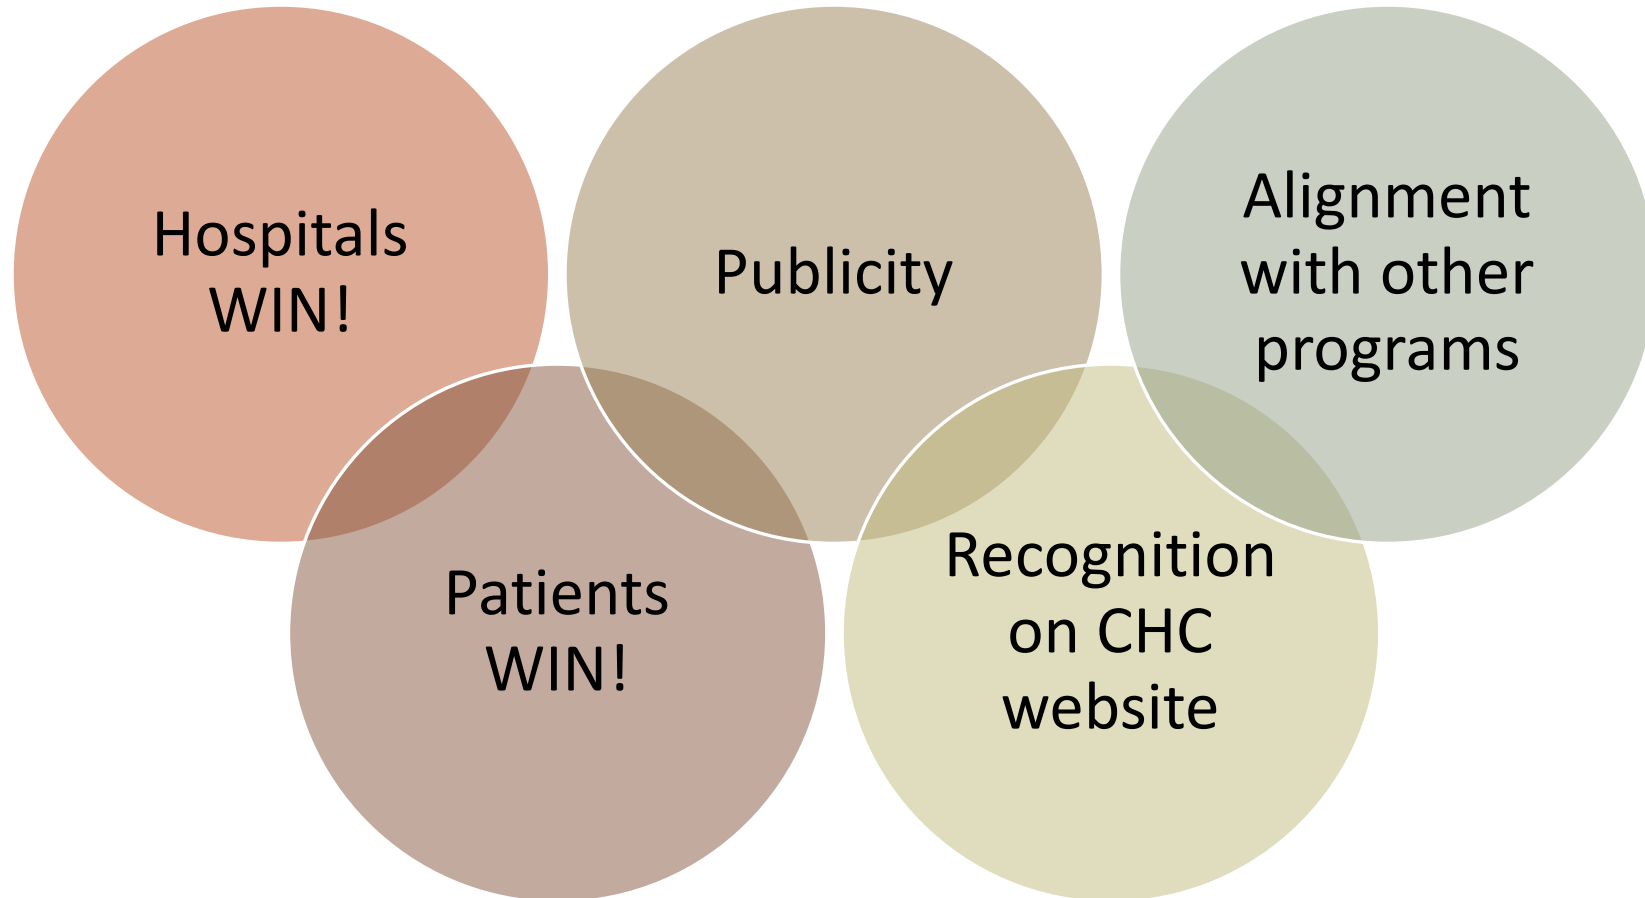 Hospitals
WIN!
Patients
WIN!
Publicity
Recognition
on CHC
website
Alignment
with other
programs